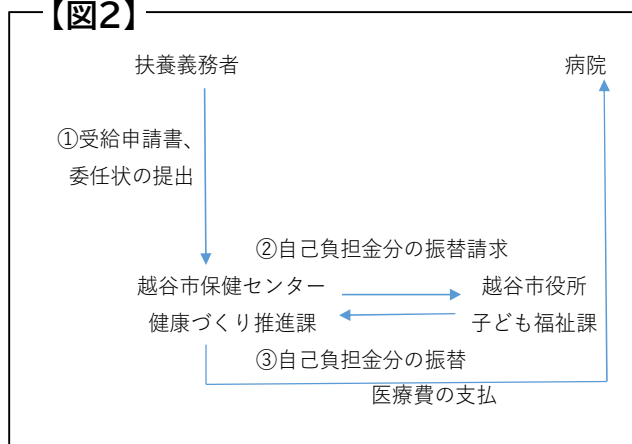 【図2】
扶養義務者
病院
①受給申請書、
委任状の提出
②自己負担金分の振替請求
越谷市保健センター
越谷市役所
健康づくり推進課
子ども福祉課
③自己負担金分の振替
医療費の支払